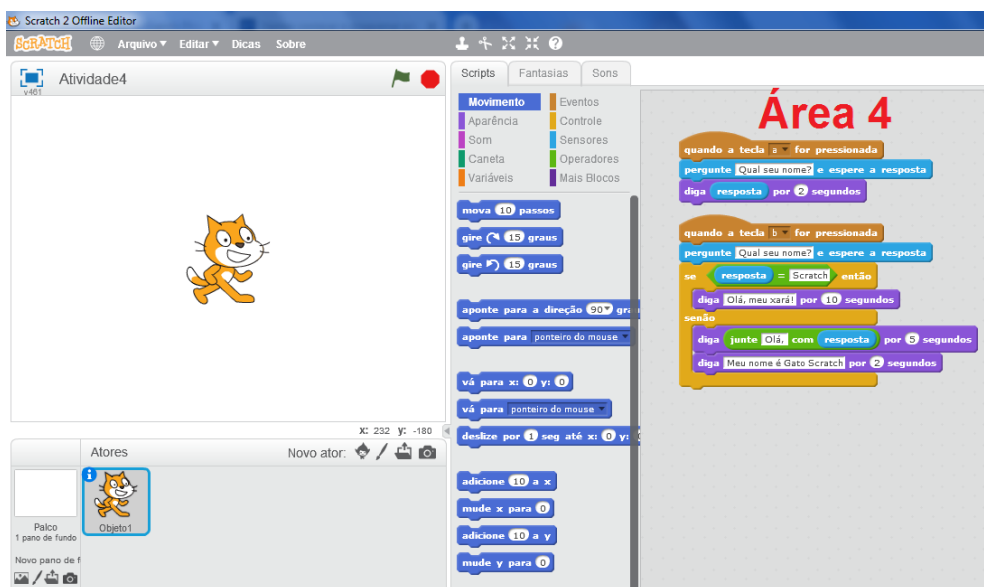 Scratch 2 Offline Editor
SCRATCH Arquivo Editar Dicas Sobre
v461 Atividade4
Scripts Fantasias Sons
Movimento Eventos
Aparência Controle
Som Sensores
Caneta Operadores
Variáveis Mais Blocos
mova 10 passos
gire 15 graus
gire 15 graus
aponte para a direção 90 gra
aponte para ponteiro do mouse
vá para x: 0 y: 0
vá para ponteiro do mouse
deslize por 1 seg até x: 0 y:
adicione 10 a x
mude x para 0
adicione 10 a y
mude y para 0
Área 4
quando a tecla a for pressionada
pergunte Qual seu nome? e espere a resposta
diga resposta por 2 segundos
quando a tecla b for pressionada
pergunte Qual seu nome? e espere a resposta
se resposta = Scratch então
diga Olá, meu xará! por 10 segundos
senão
diga junte Olá, com resposta por 5 segundos
diga Meu nome é Gato Scratch por 2 segundos
x: 232 y: -180
Atores Novo ator:
Palco
1 pano de fundo
Objeto1
Novo pano de f